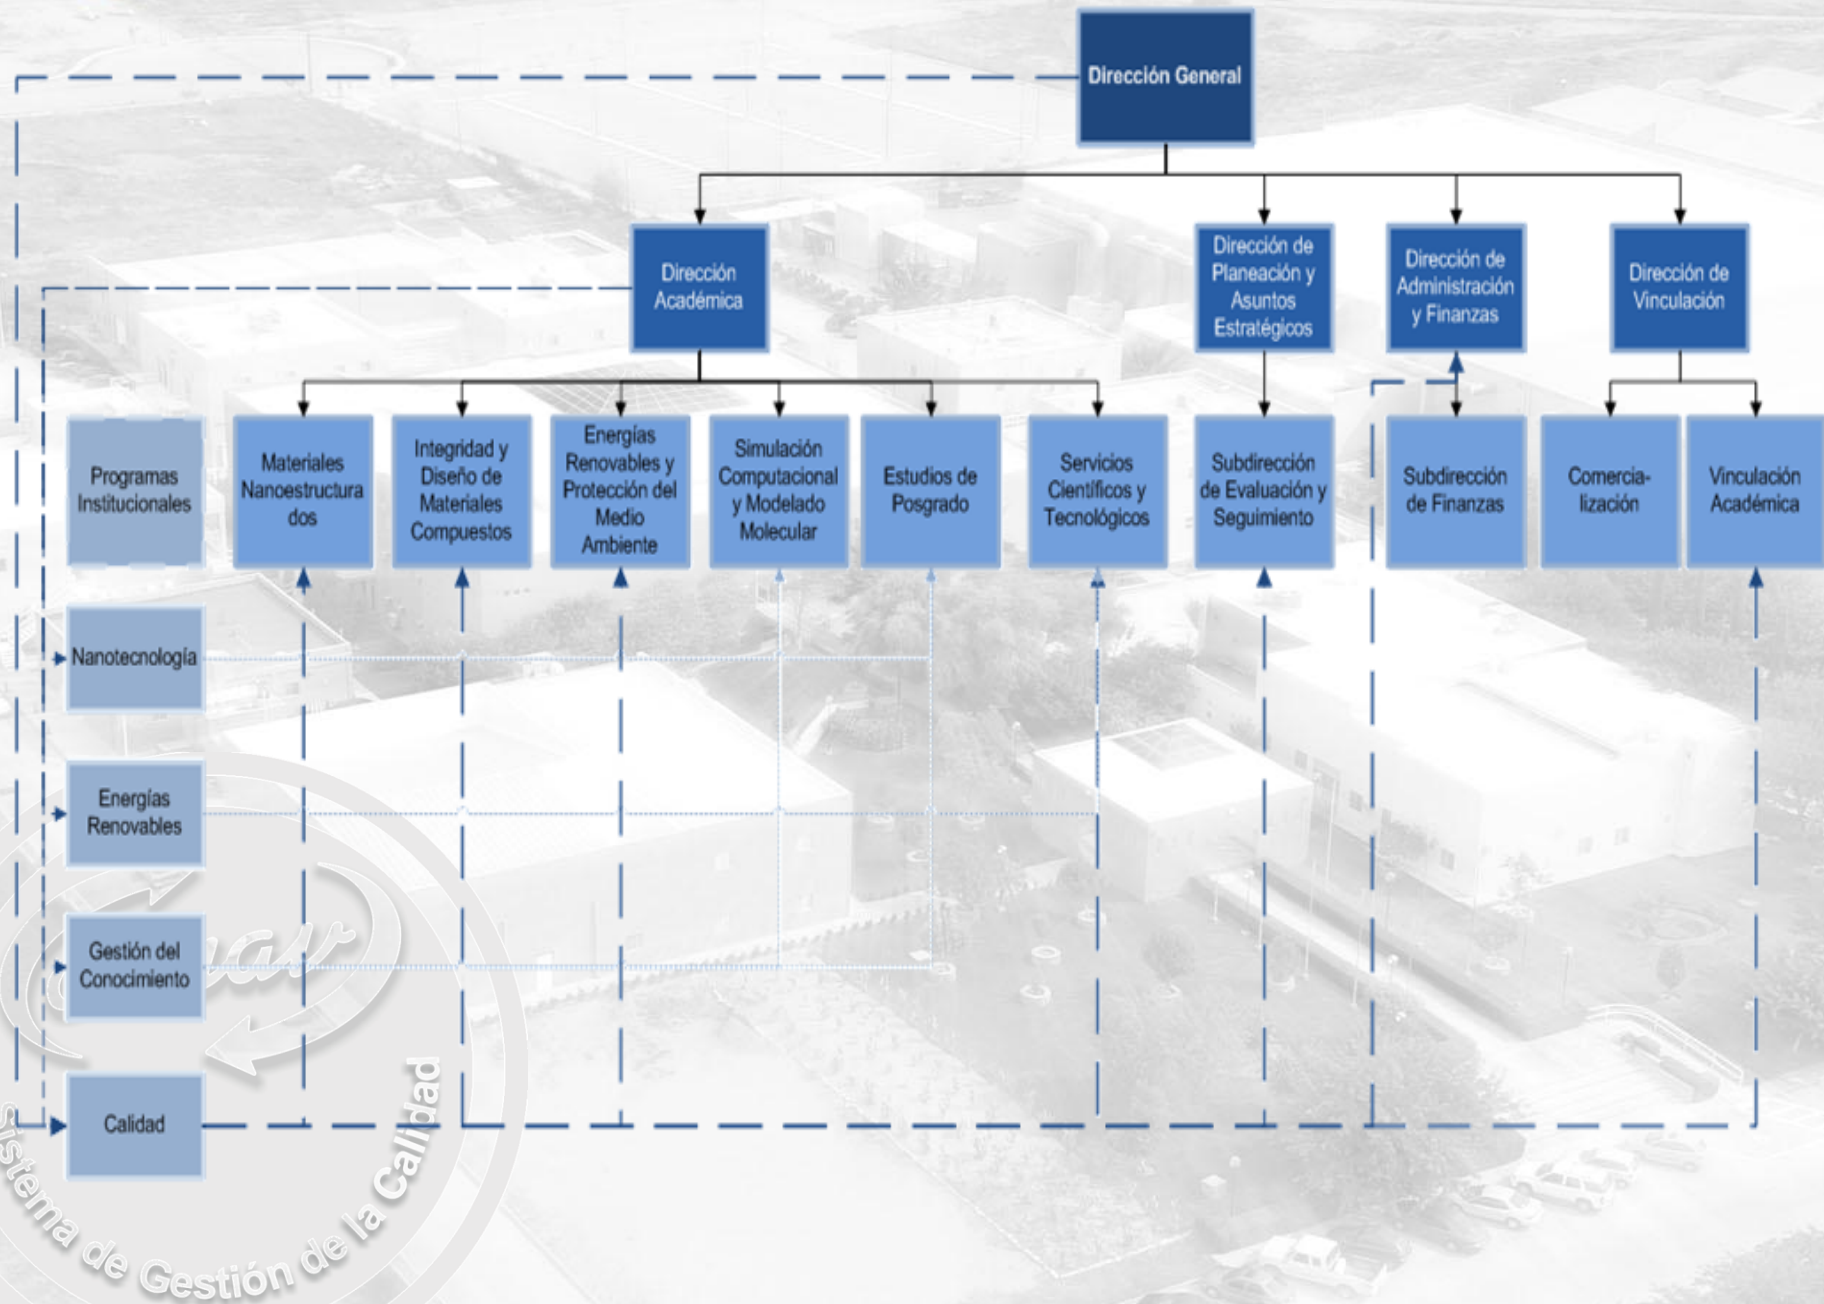 Dirección General
Dirección
Académica
Dirección de
Planeación y
Asuntos
Estratégicos
Dirección de
Administración
y Finanzas
Dirección de
Vinculación
Programas
Institucionales
Materiales
Nanoestructura
dos
Integridad y
Diseño de
Materiales
Compuestos
Energías
Renovables y
Protección del
Medio
Ambiente
Simulación
Computacional
y Modelado
Molecular
Estudios de
Posgrado
Servicios
Científicos y
Tecnológicos
Subdirección
de Evaluación y
Seguimiento
Subdirección
de Finanzas
Comercia-
lización
Vinculación
Académica
Nanotecnología
Energías
Renovables
Gestión del
Conocimiento
Calidad
Sistema de Gestión de la Calidad